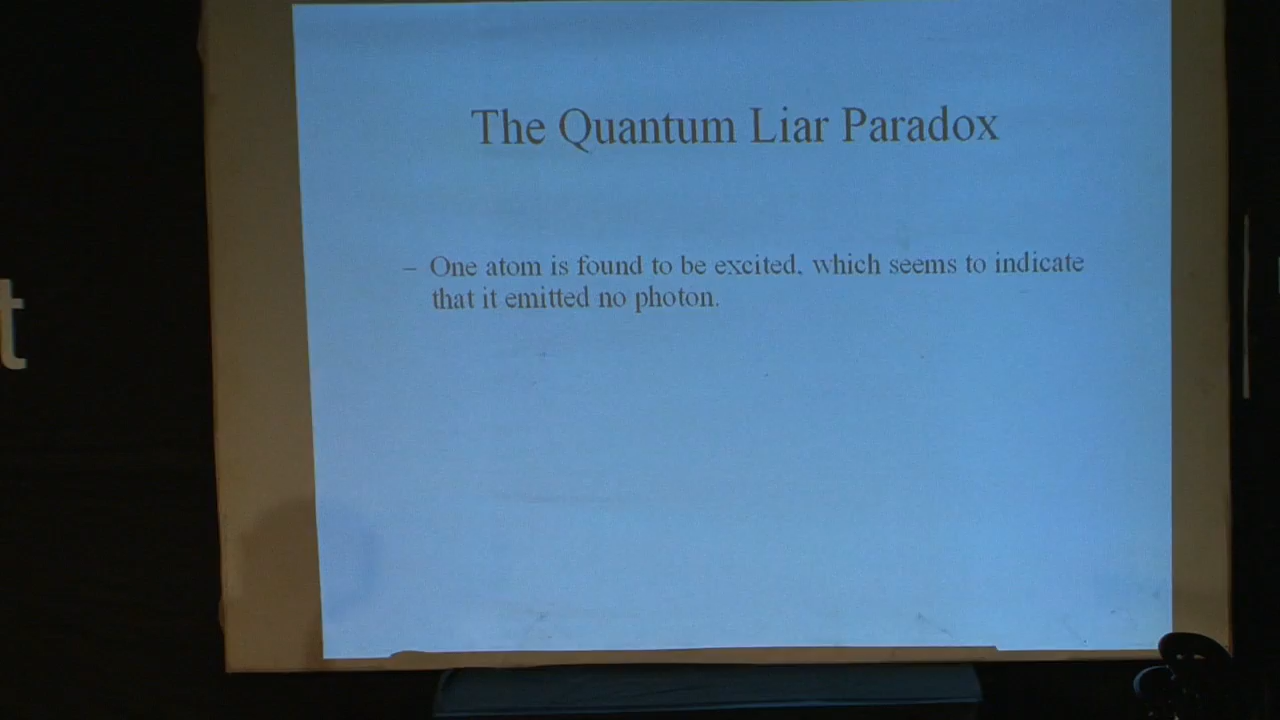 The Quantum Liar Paradox
– One atom is found to be excited, which seems to indicate
that it emitted no photon.
t